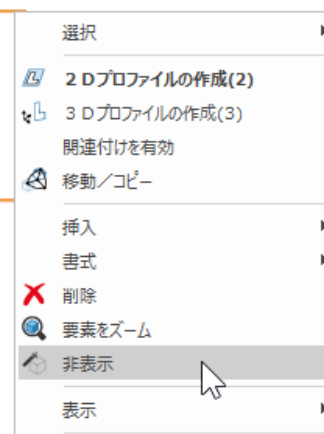 選択
２Ｄプロファイルの作成(2)
３Ｄプロファイルの作成(3)
関連付けを有効
移動／コピー
挿入
書式
削除
要素をズーム
非表示
表示